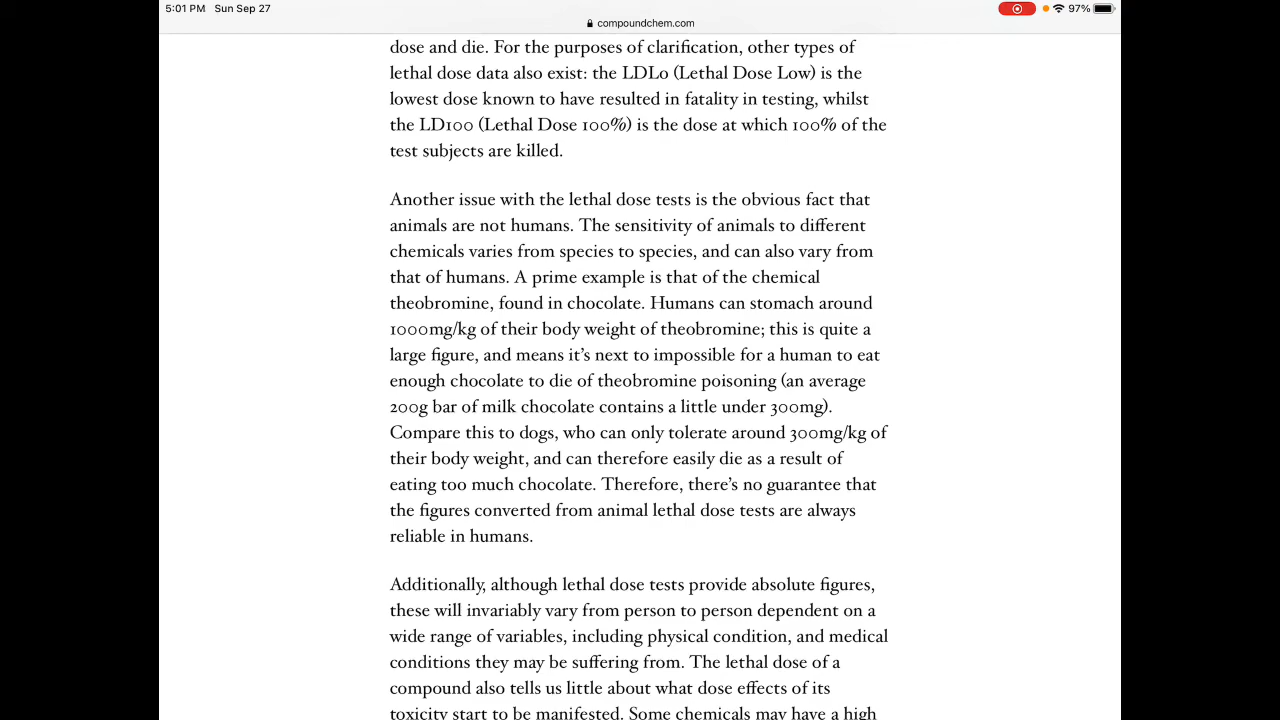 5:01 PM Sun Sep 27
97%
compoundchem.com
dose and die. For the purposes of clarification, other types of
lethal dose data also exist: the LDLo (Lethal Dose Low) is the
lowest dose known to have resulted in fatality in testing, whilst
the LD100 (Lethal Dose 100%) is the dose at which 100% of the
test subjects are killed.
Another issue with the lethal dose tests is the obvious fact that
animals are not humans. The sensitivity of animals to different
chemicals varies from species to species, and can also vary from
that of humans. A prime example is that of the chemical
theobromine, found in chocolate. Humans can stomach around
1000mg/kg of their body weight of theobromine; this is quite a
large figure, and means it’s next to impossible for a human to eat
enough chocolate to die of theobromine poisoning (an average
200g bar of milk chocolate contains a little under 300mg).
Compare this to dogs, who can only tolerate around 300mg/kg of
their body weight, and can therefore easily die as a result of
eating too much chocolate. Therefore, there’s no guarantee that
the figures converted from animal lethal dose tests are always
reliable in humans.
Additionally, although lethal dose tests provide absolute figures,
these will invariably vary from person to person dependent on a
wide range of variables, including physical condition, and medical
conditions they may be suffering from. The lethal dose of a
compound also tells us little about what dose effects of its
toxicity start to be manifested. Some chemicals may have a high